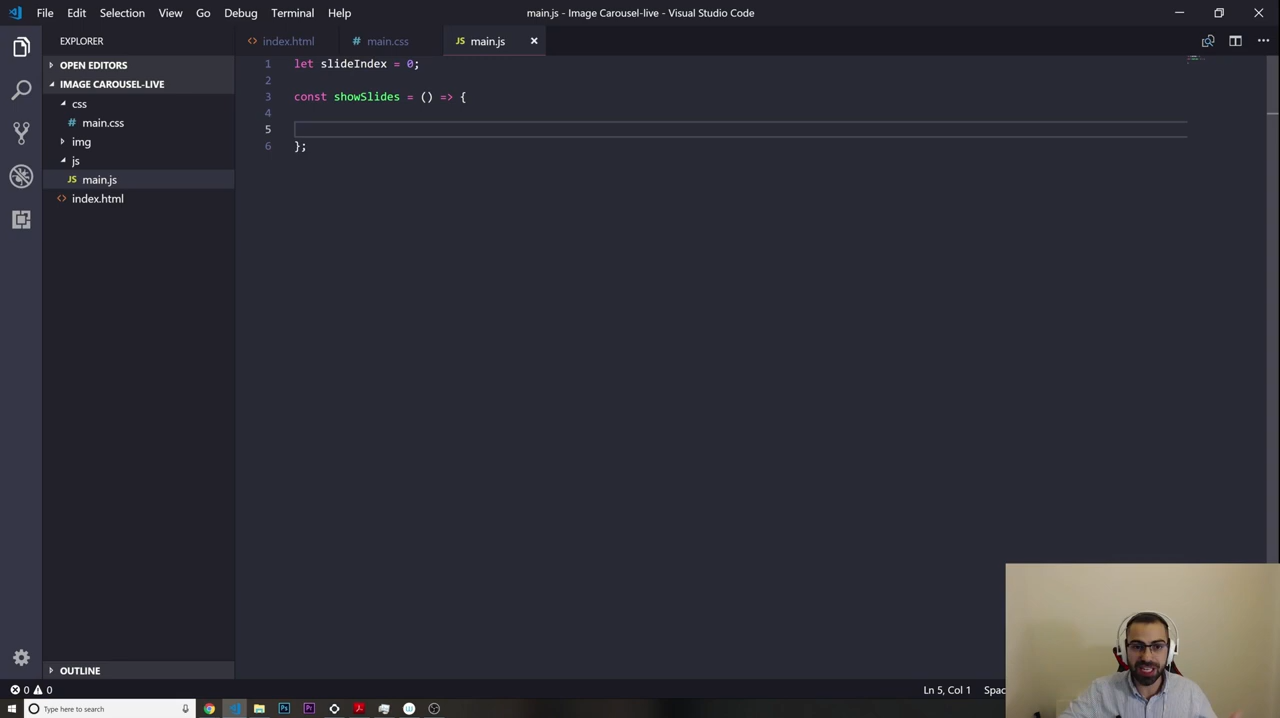 File Edit Selection View Go Debug Terminal Help
main.js - Image Carousel-live - Visual Studio Code
EXPLORER
OPEN EDITORS
IMAGE CAROUSEL-LIVE
css
# main.css
img
js
JS main.js
<> index.html
OUTLINE
<> index.html # main.css JS main.js
1 let slideIndex = 0;
2
3 const showSlides = () => {
4
5
6 };
0 0
Ln 5, Col 1 Spac
Type here to search